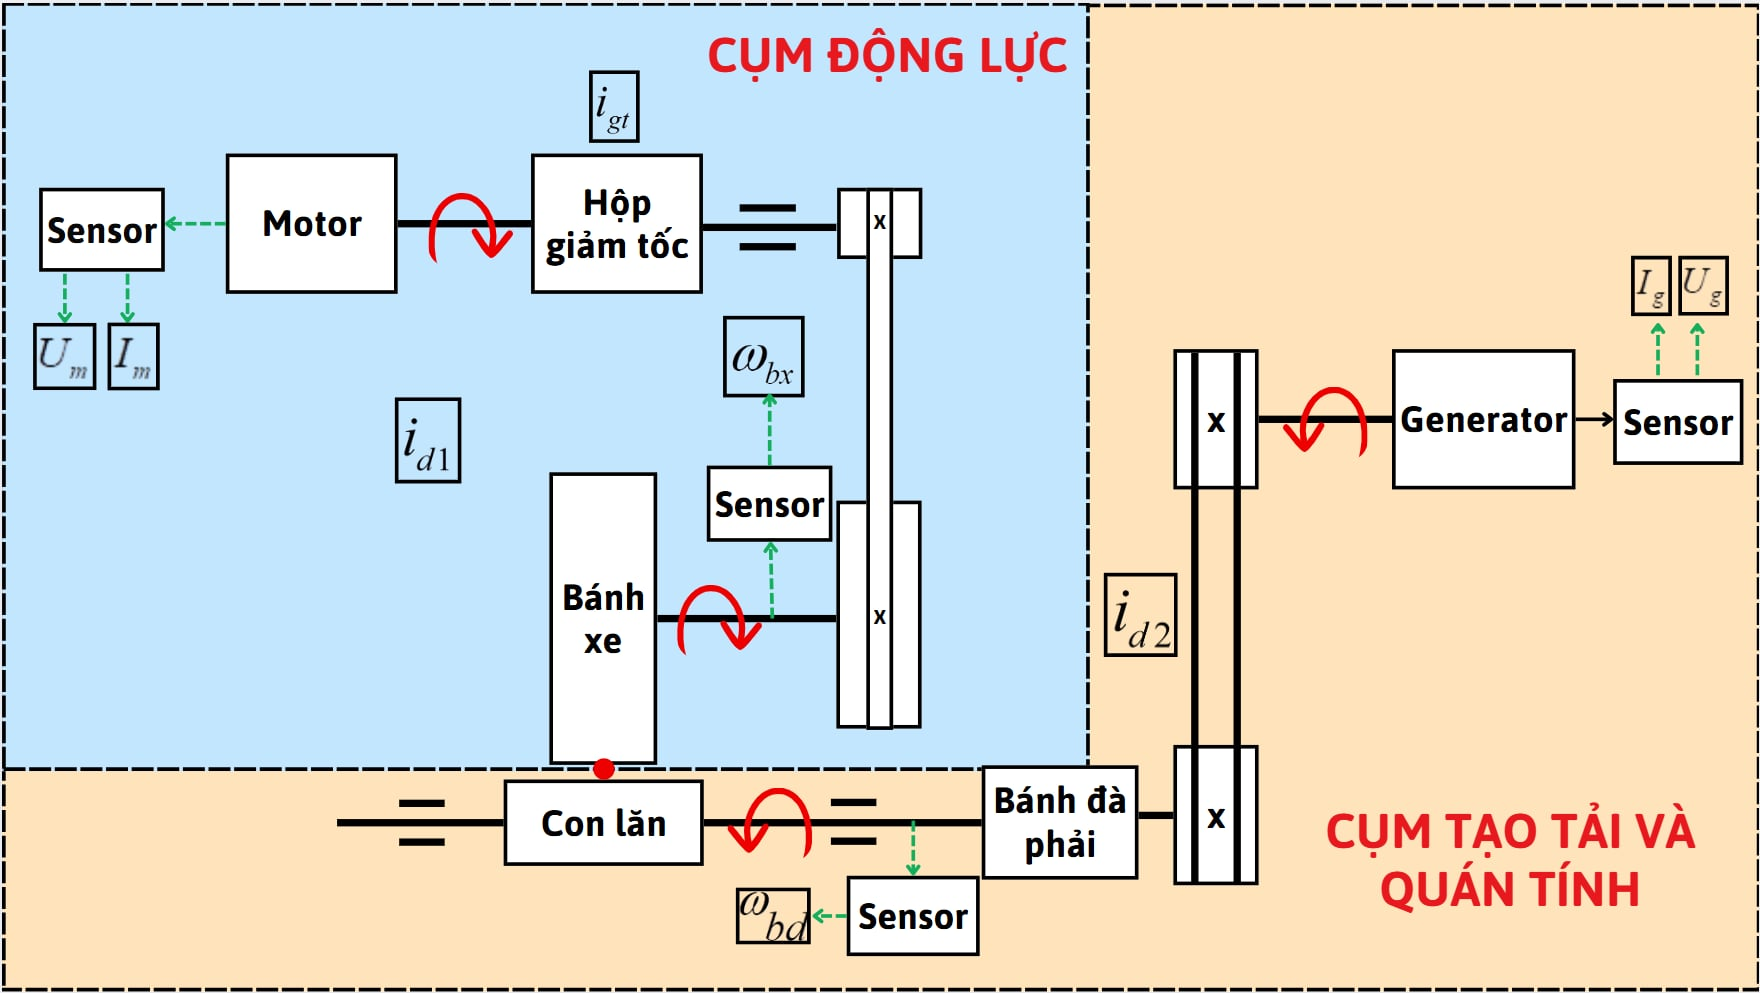 CỤM ĐỘNG LỰC
i_gt
Sensor
Motor
Hộp
giảm tốc
x
U_m
I_m
ω_bx
i_d1
Sensor
Bánh
xe
x
I_g
U_g
x
Generator
Sensor
i_d2
Con lăn
Bánh đà
phải
x
CỤM TẠO TẢI VÀ
QUÁN TÍNH
ω_bd
Sensor